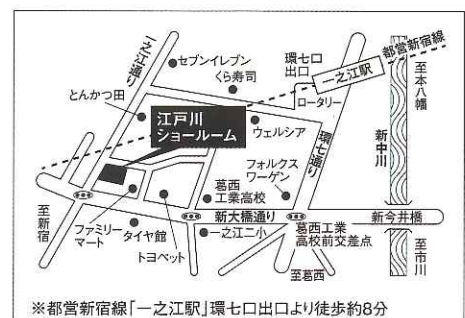 都営新宿線
一之江通り
セブンイレブン
くら寿司
環七口
出口
一之江駅
至本八幡
とんかつ田
ロータリー
江戸川
ショールーム
ウェルシア
環七通り
新中川
フォルクス
ワーゲン
葛西
工業高校
至新宿
新大橋通り
新今井橋
ファミリー
マート
タイヤ館
トヨペット
一之江二小
葛西工業
高校前交差点
至葛西
至市川
※都営新宿線「一之江駅」環七口出口より徒歩約8分